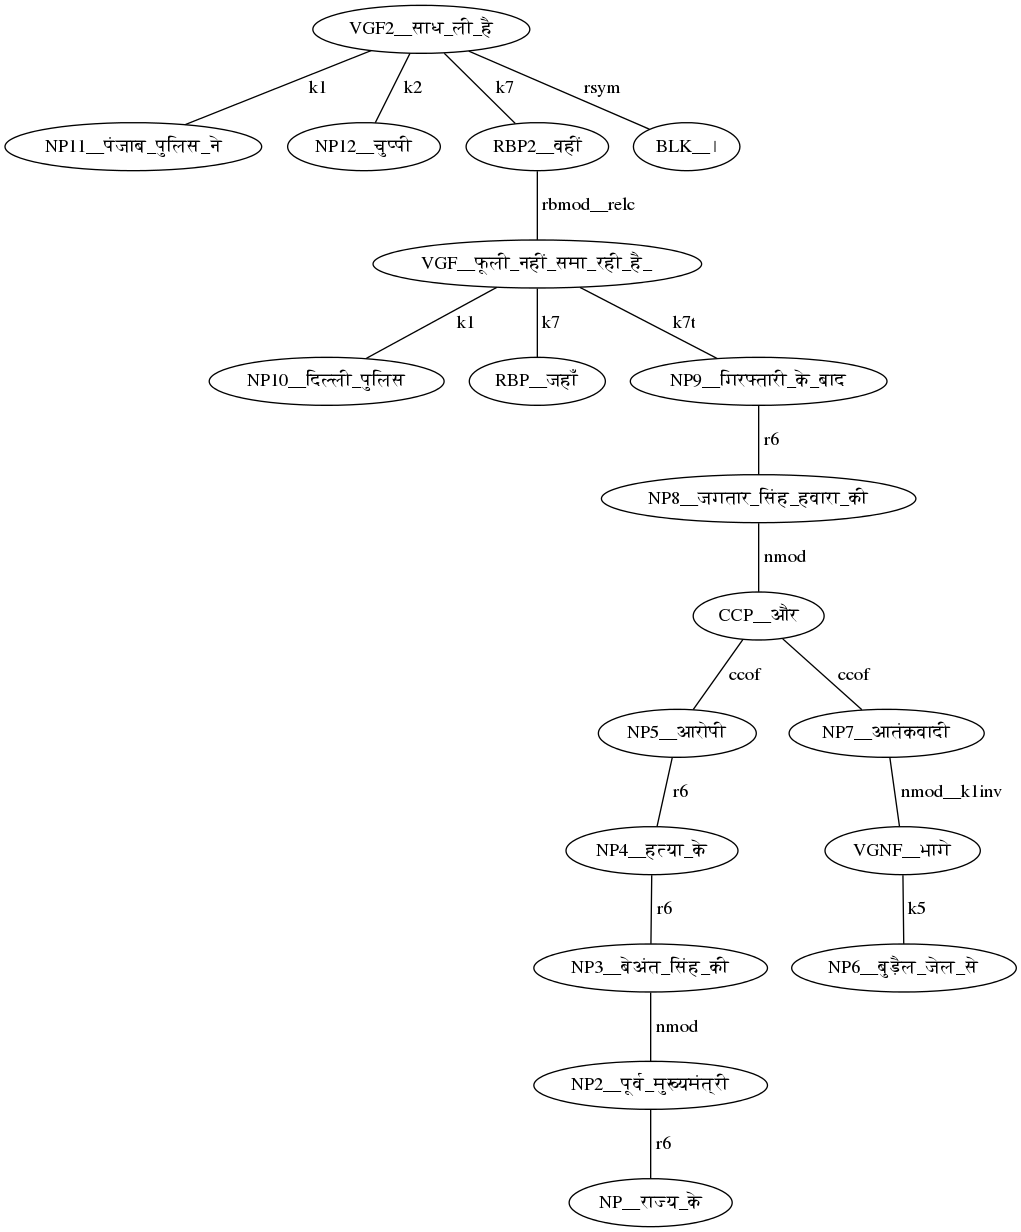 VGF2__साध_ली_है
k1
k2
k7
rsym
NP11__पंजाब_पुलिस_ने
NP12__चुप्पी
RBP2__वहीं
BLK__।
rbmod__relc
VGF__फूली_नहीं_समा_रही_है_
k1
k7
k7t
NP10__दिल्ली_पुलिस
RBP__जहाँ
NP9__गिरफ्तारी_के_बाद
r6
NP8__जगतार_सिंह_हवारा_की
nmod
CCP__और
ccof
ccof
NP5__आरोपी
NP7__आतंकवादी
r6
nmod__k1inv
NP4__हत्या_के
VGNF__भागे
r6
k5
NP3__बेअंत_सिंह_की
NP6__बुड़ैल_जेल_से
nmod
NP2__पूर्व_मुख्यमंत्री
r6
NP__राज्य_के